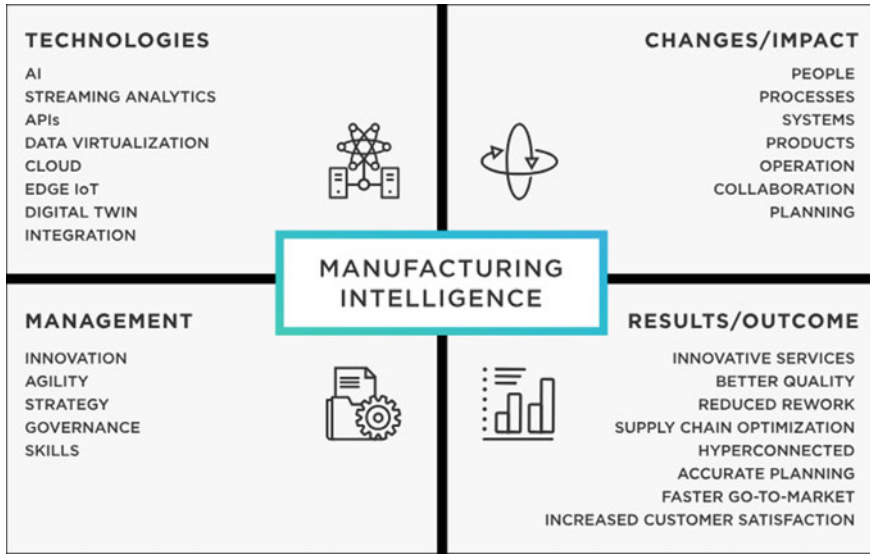 TECHNOLOGIES
AI
STREAMING ANALYTICS
APIs
DATA VIRTUALIZATION
CLOUD
EDGE IoT
DIGITAL TWIN
INTEGRATION
CHANGES/IMPACT
PEOPLE
PROCESSES
SYSTEMS
PRODUCTS
OPERATION
COLLABORATION
PLANNING
MANUFACTURING
INTELLIGENCE
MANAGEMENT
INNOVATION
AGILITY
STRATEGY
GOVERNANCE
SKILLS
RESULTS/OUTCOME
INNOVATIVE SERVICES
BETTER QUALITY
REDUCED REWORK
SUPPLY CHAIN OPTIMIZATION
HYPERCONNECTED
ACCURATE PLANNING
FASTER GO-TO-MARKET
INCREASED CUSTOMER SATISFACTION